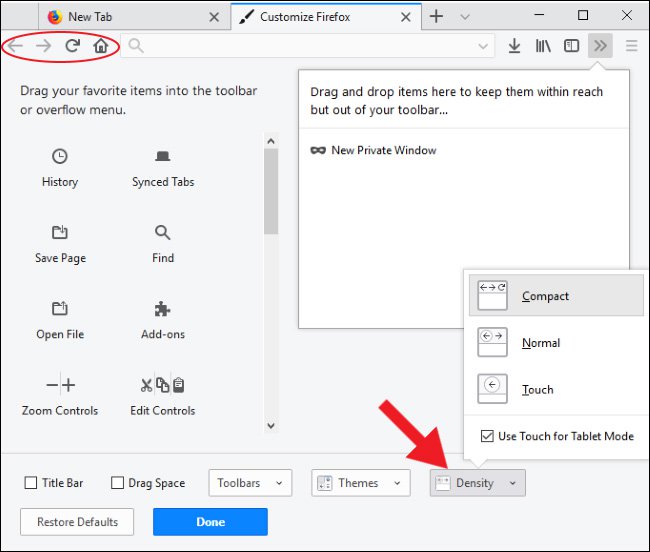 New Tab
Customize Firefox
Drag your favorite items into the toolbar
or overflow menu.
Drag and drop items here to keep them within reach
but out of your toolbar...
New Private Window
History
Synced Tabs
Save Page
Find
Open File
Add-ons
Zoom Controls
Edit Controls
Compact
Normal
Touch
Use Touch for Tablet Mode
Title Bar
Drag Space
Toolbars
Themes
Density
Restore Defaults
Done